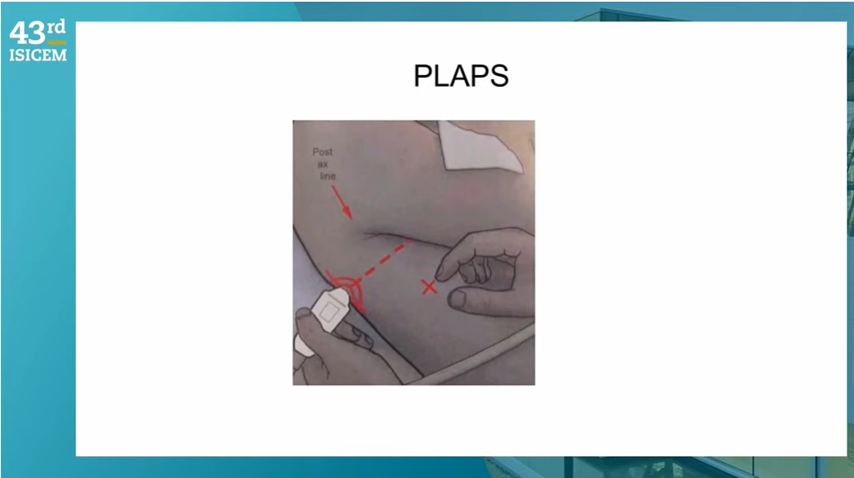 43rd
ISICEM
PLAPS
Post
ax
line